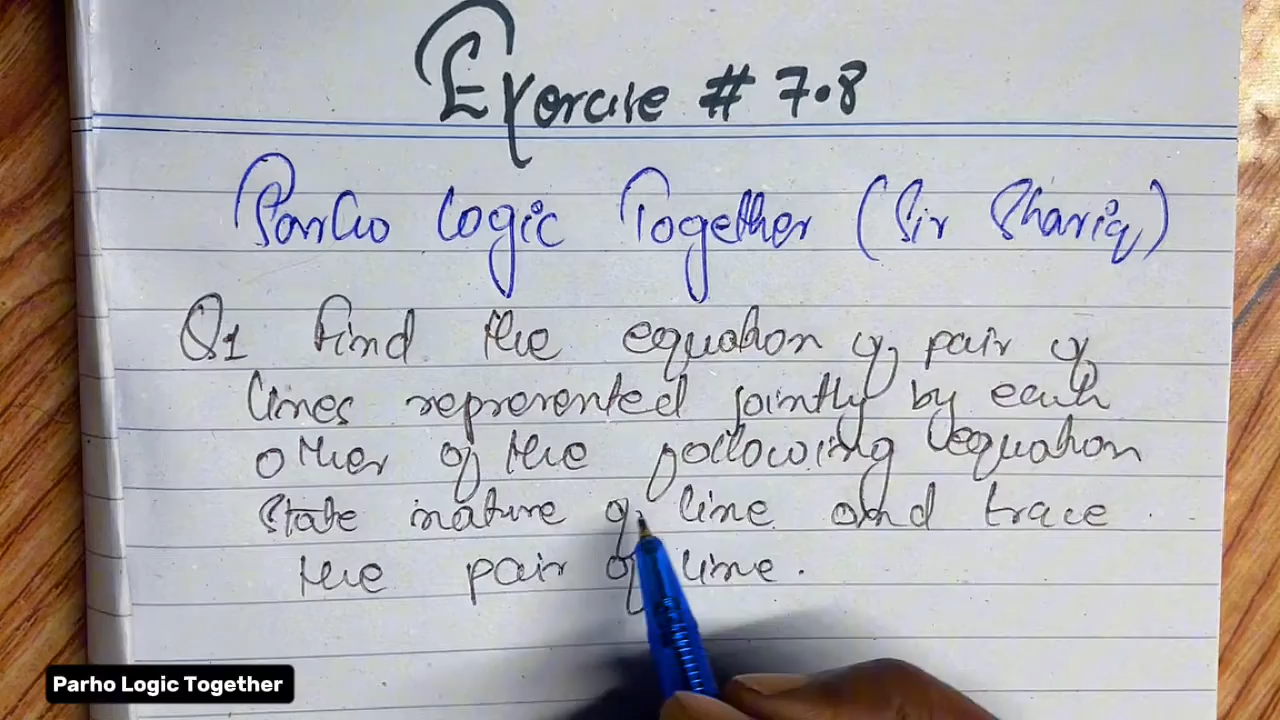 Exercise # 7.8
Parho Logic Together (Sir Shariq)
Q1 Find the equation of pair of
lines represented jointly by each
other of the following equation
State nature of line and trace
the pair of line.
Parho Logic Together